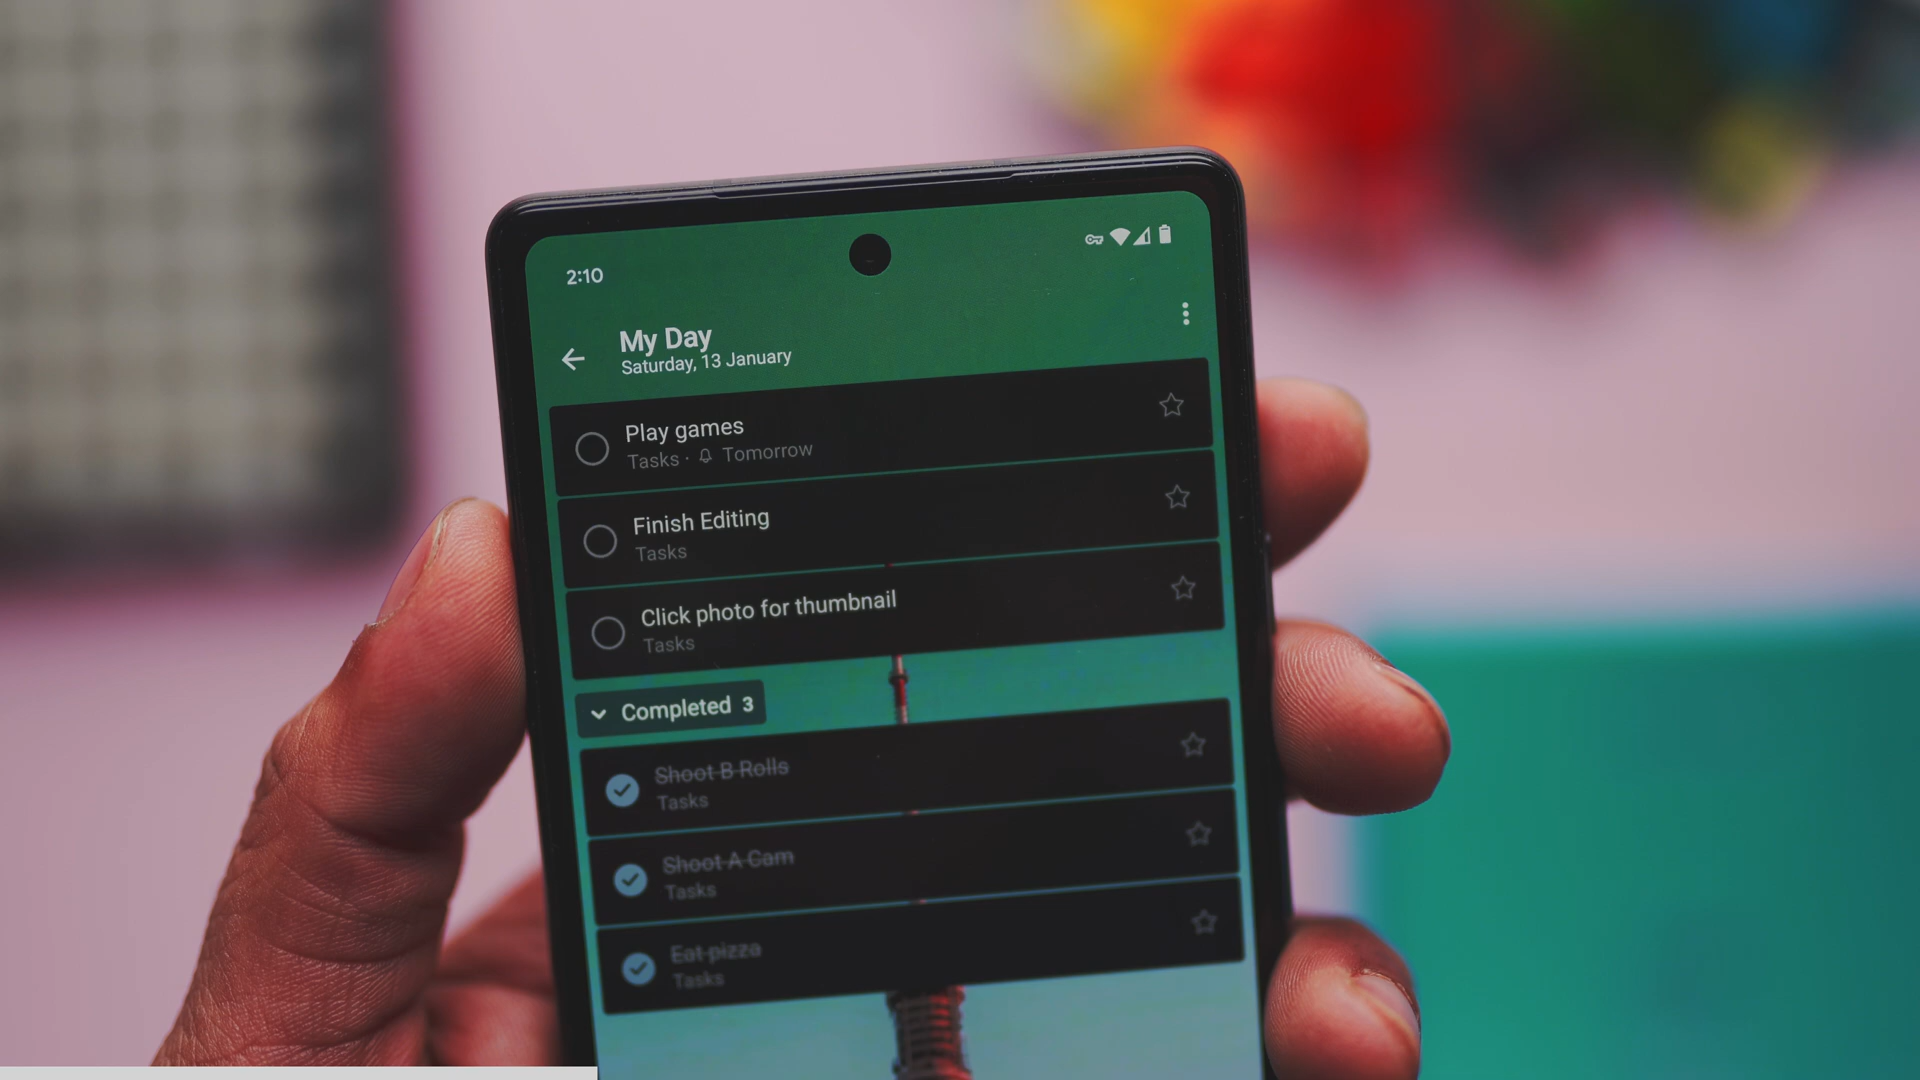 2:10
My Day
Saturday, 13 January
Play games
Tasks · Tomorrow
Finish Editing
Tasks
Click photo for thumbnail
Tasks
Completed 3
Shoot B Rolls
Tasks
Shoot A Cam
Tasks
Eat pizza
Tasks